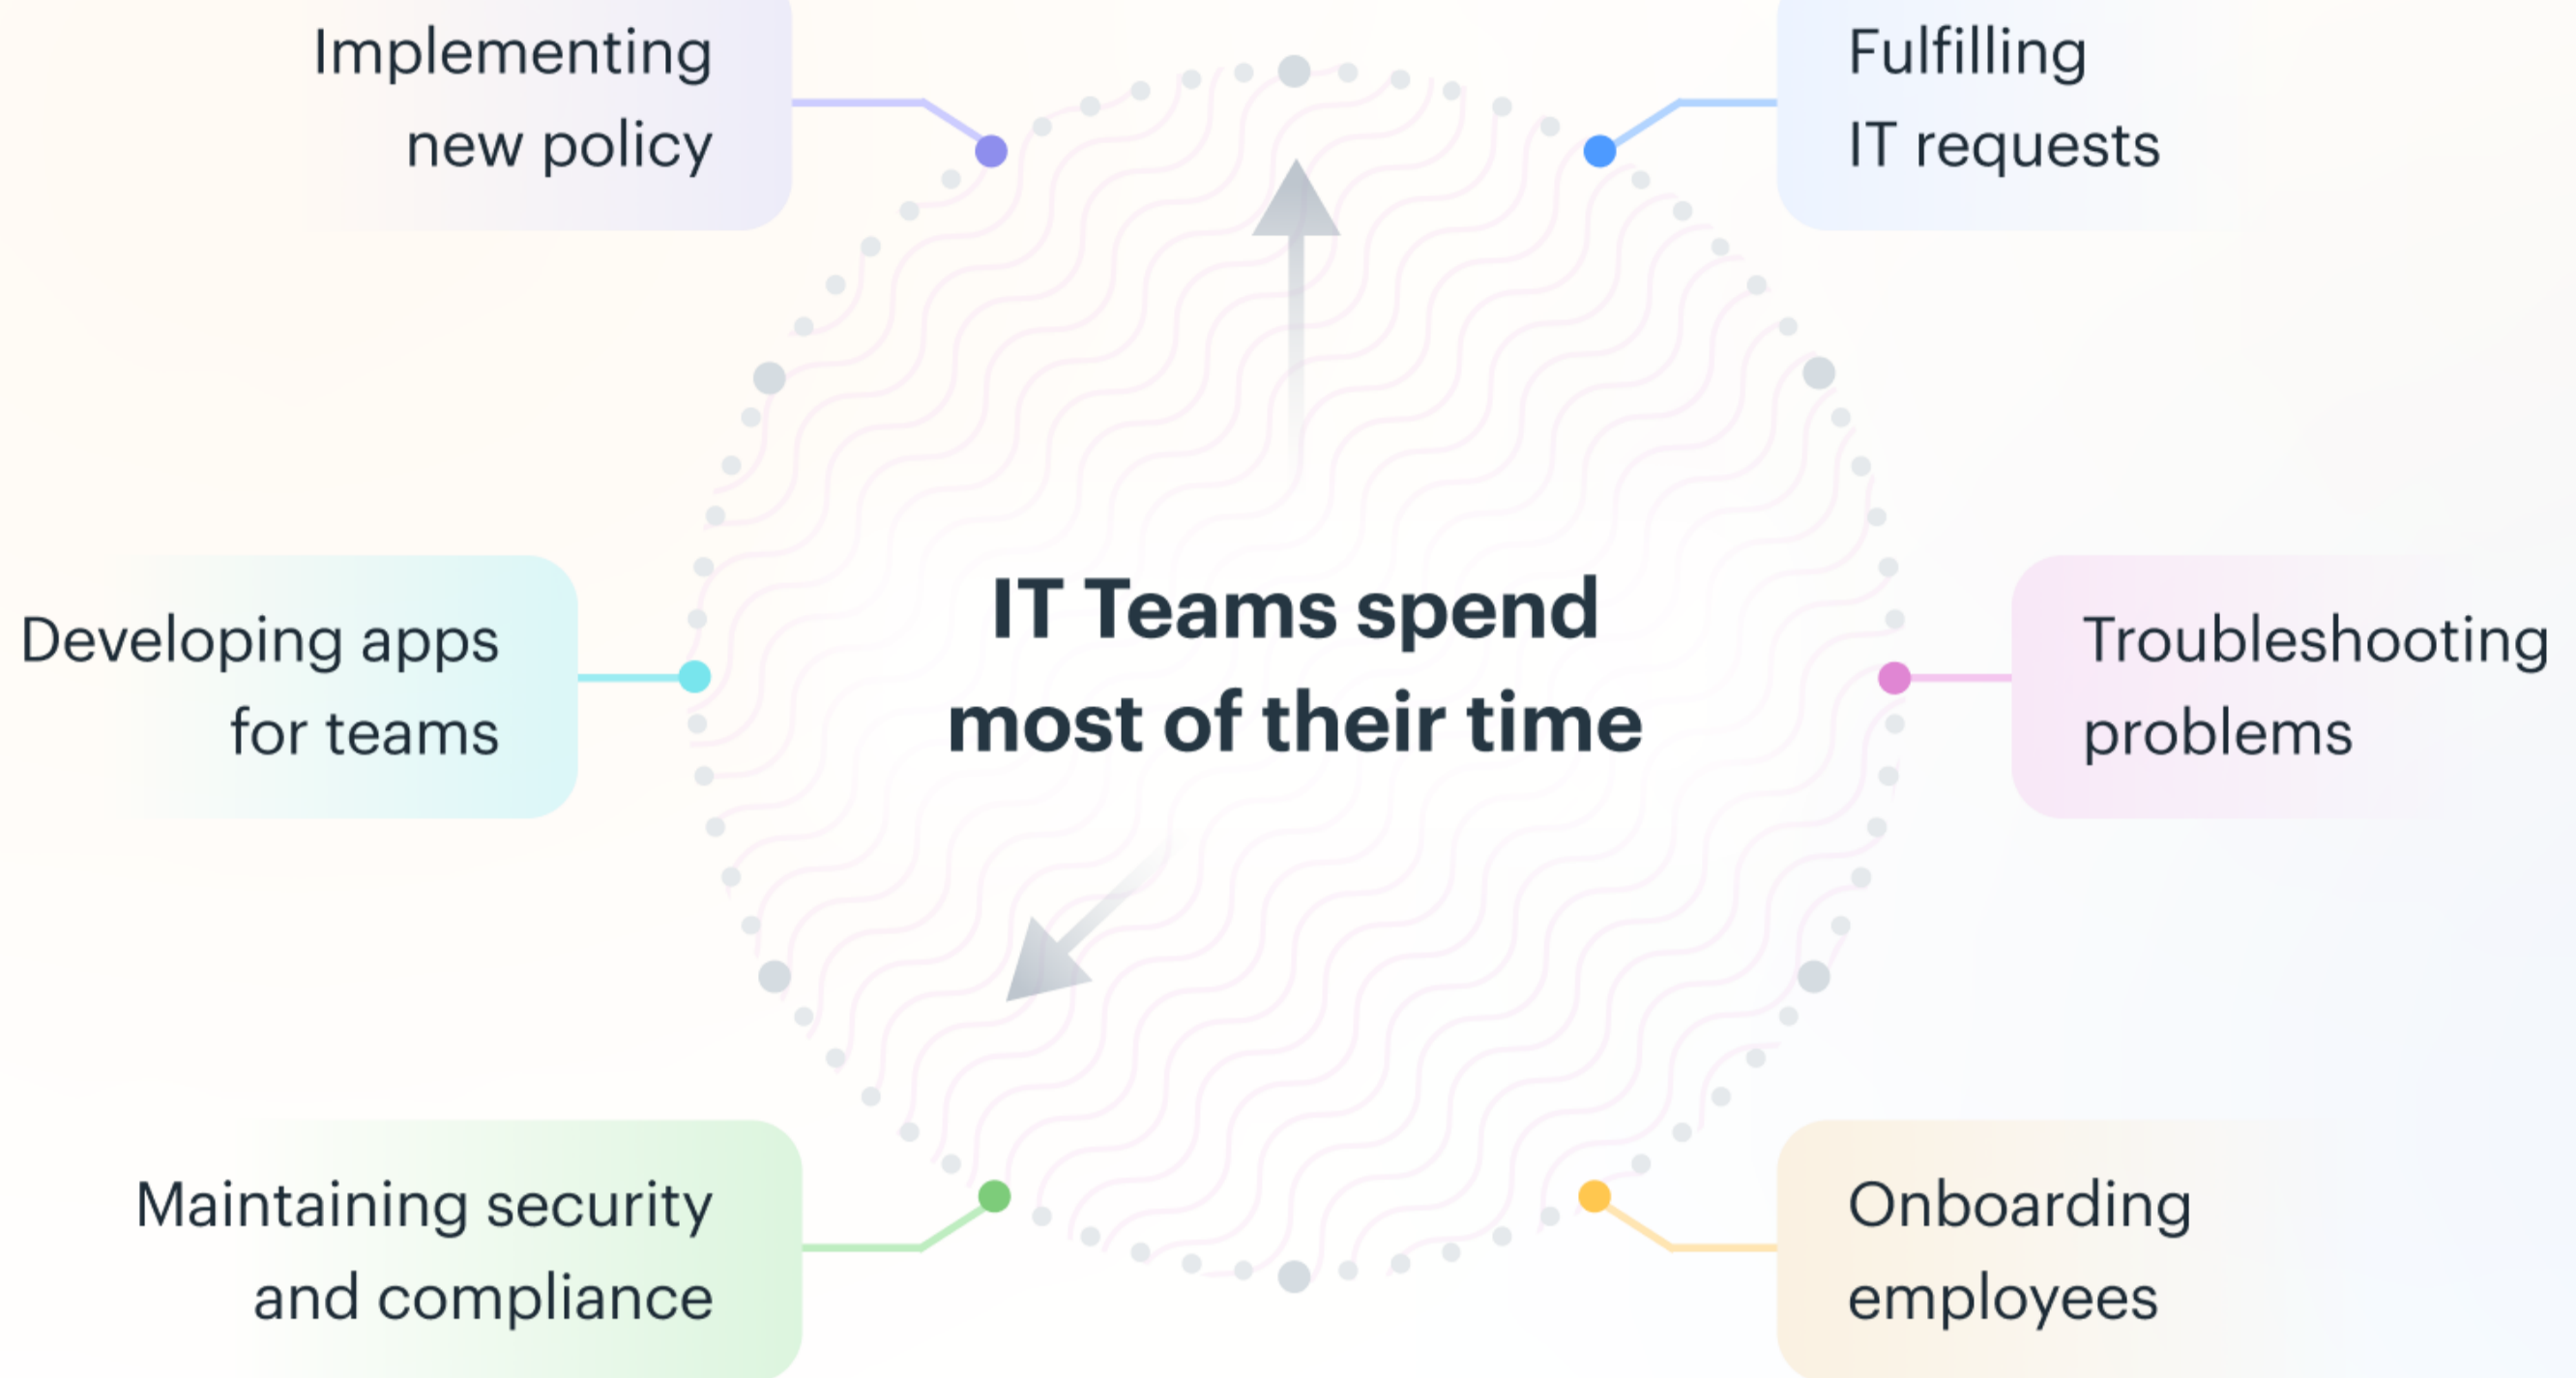 Implementing
new policy
Fulfilling
IT requests
Developing apps
for teams
IT Teams spend
most of their time
Troubleshooting
problems
Maintaining security
and compliance
Onboarding
employees